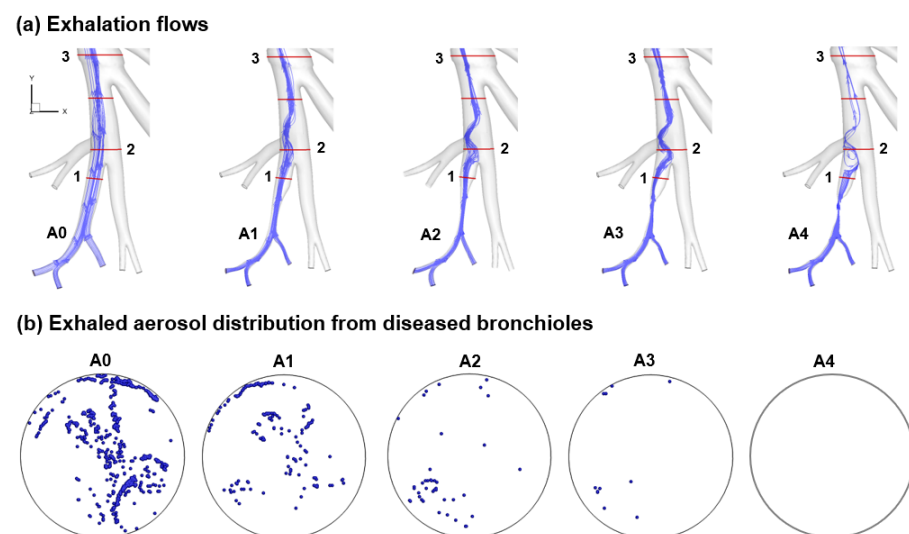 (a) Exhalation flows
3 3 3 3 3
Y
Z X
2 2 2 2 2
1 1 1 1 1
A0 A1 A2 A3 A4
(b) Exhaled aerosol distribution from diseased bronchioles
A0 A1 A2 A3 A4